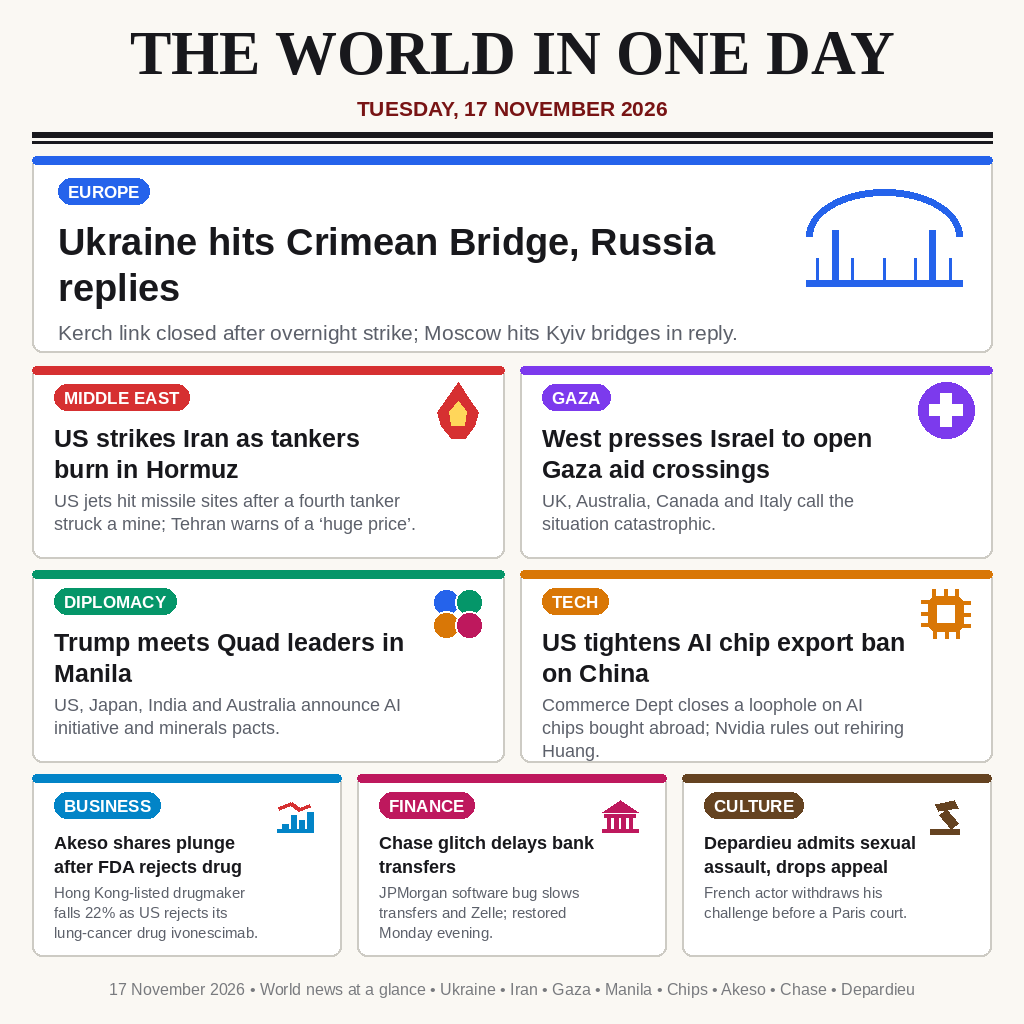 THE WORLD IN ONE DAY
TUESDAY, 17 NOVEMBER 2026
EUROPE
Ukraine hits Crimean Bridge, Russia
replies
Kerch link closed after overnight strike; Moscow hits Kyiv bridges in reply.
MIDDLE EAST
US strikes Iran as tankers
burn in Hormuz
US jets hit missile sites after a fourth tanker
struck a mine; Tehran warns of a ‘huge price’.
GAZA
West presses Israel to open
Gaza aid crossings
UK, Australia, Canada and Italy call the
situation catastrophic.
DIPLOMACY
Trump meets Quad leaders in
Manila
US, Japan, India and Australia announce AI
initiative and minerals pacts.
TECH
US tightens AI chip export ban
on China
Commerce Dept closes a loophole on AI
chips bought abroad; Nvidia rules out rehiring
Huang.
BUSINESS
Akeso shares plunge
after FDA rejects drug
Hong Kong-listed drugmaker
falls 22% as US rejects its
lung-cancer drug ivonescimab.
FINANCE
Chase glitch delays bank
transfers
JPMorgan software bug slows
transfers and Zelle; restored
Monday evening.
CULTURE
Depardieu admits sexual
assault, drops appeal
French actor withdraws his
challenge before a Paris court.
17 November 2026 • World news at a glance • Ukraine • Iran • Gaza • Manila • Chips • Akeso • Chase • Depardieu